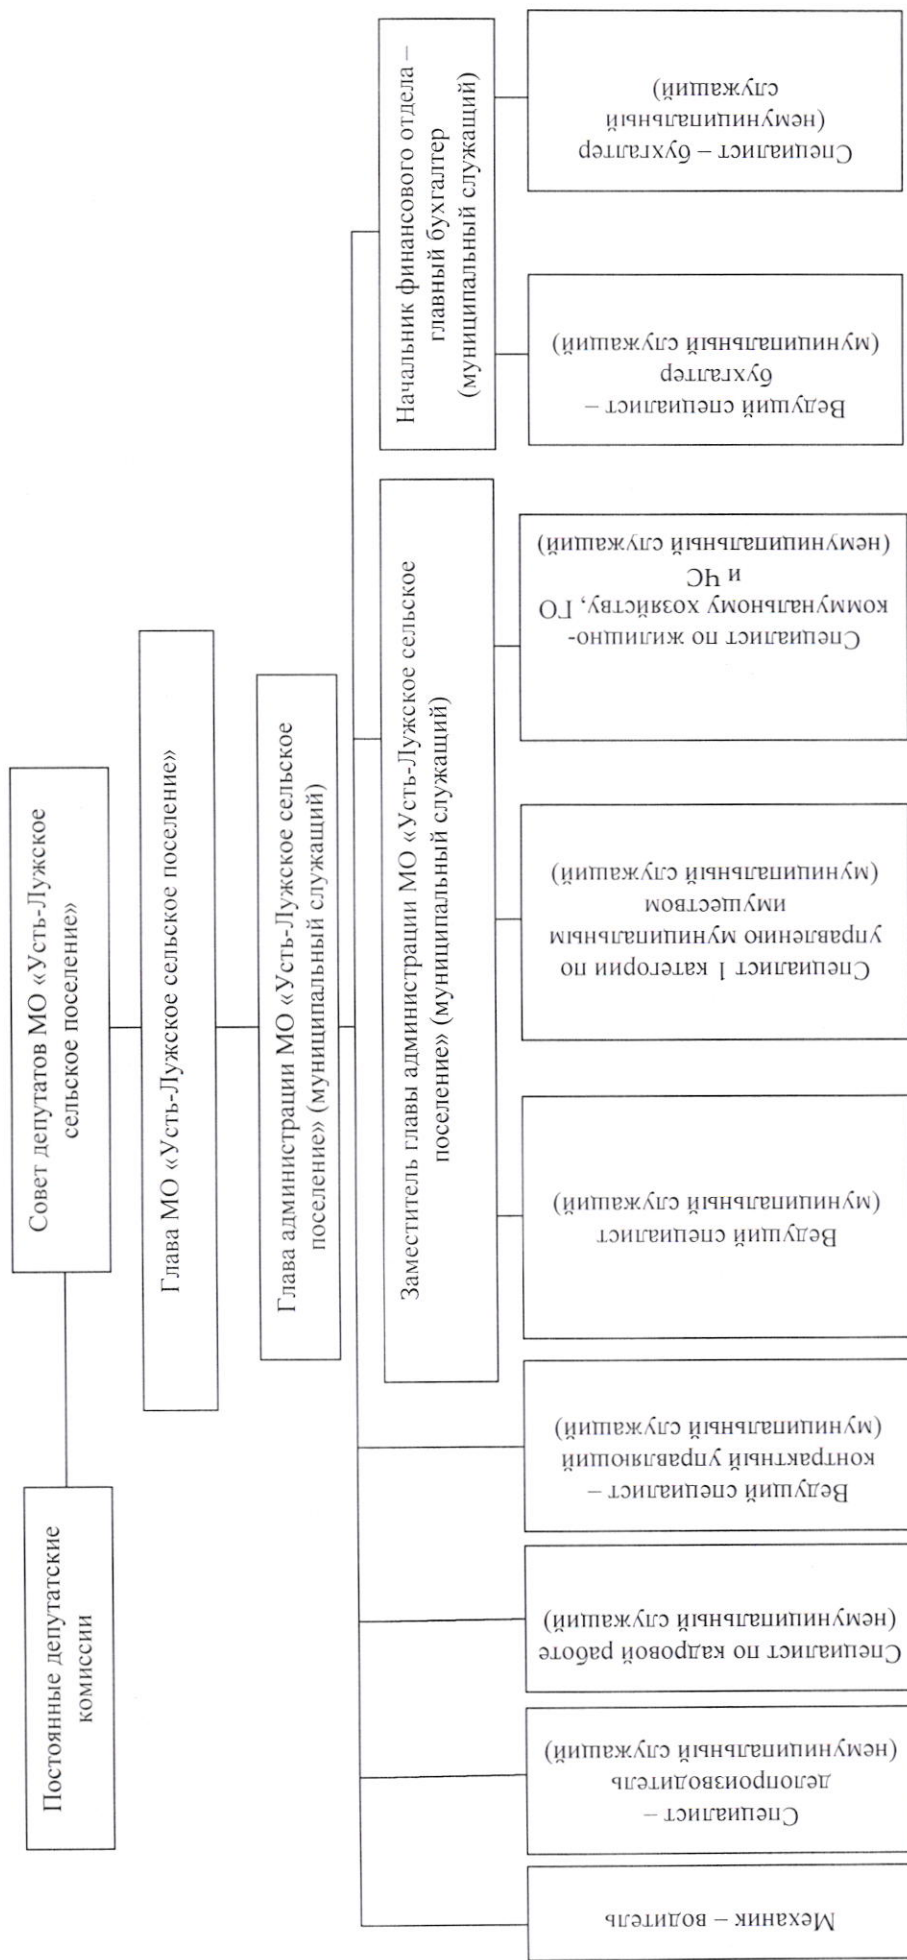 Постоянные депутатские
комиссии
Совет депутатов МО «Усть-Лужское
сельское поселение»
Глава МО «Усть-Лужское сельское поселение»
Глава администрации МО «Усть-Лужское сельское
поселение» (муниципальный служащий)
Заместитель главы администрации МО «Усть-Лужское сельское
поселение» (муниципальный служащий)
Начальник финансового отдела –
главный бухгалтер
(муниципальный служащий)
Механик – водитель
Специалист –
делопроизводитель
(немуниципальный служащий)
Специалист по кадровой работе
(немуниципальный служащий)
Ведущий специалист –
контрактный управляющий
(муниципальный служащий)
Ведущий специалист
(муниципальный служащий)
Специалист 1 категории по
управлению муниципальным
имуществом
(муниципальный служащий)
Специалист по жилищно-
коммунальному хозяйству, ГО
и ЧС
(немуниципальный служащий)
Ведущий специалист –
бухгалтер
(муниципальный служащий)
Специалист – бухгалтер
(немуниципальный
служащий)